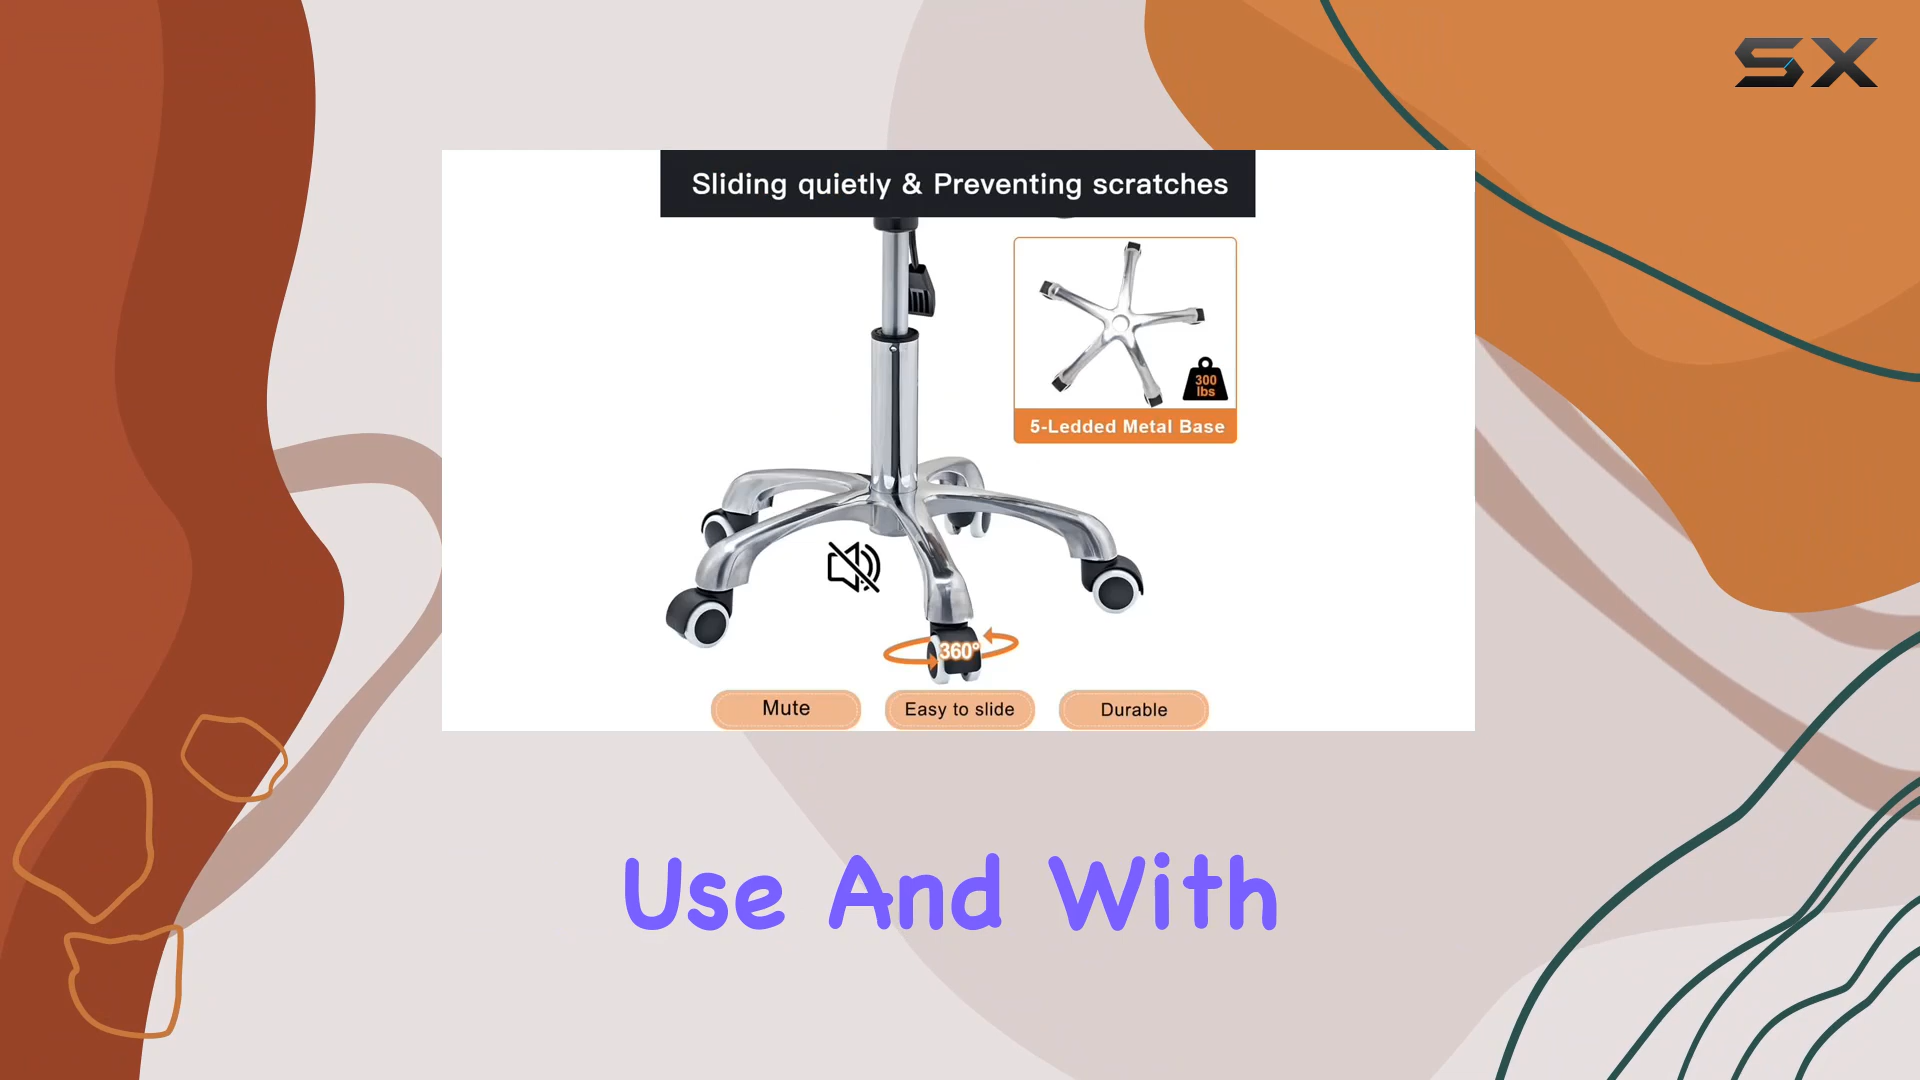 SX
Sliding quietly & Preventing scratches
300
lbs
5-Ledded Metal Base
360°
Mute
Easy to slide
Durable
Use And With